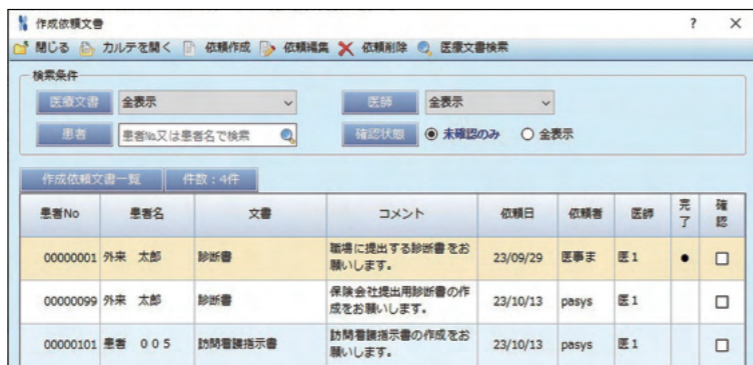 作成依頼文書 ? ×
閉じる カルテを開く 依頼作成 依頼編集 依頼削除 医療文書検索
検索条件
医療文書 全表示 医師 全表示
患者 患者No又は患者名で検索 確認状態 未確認のみ 全表示
作成依頼文書一覧 件数:4件
患者No 患者名 文書 コメント 依頼日 依頼者 医師 完了 確認
00000001 外来 太郎 診断書 職場に提出する診断書をお願いします。 23/09/29 医事ま 医1 ●
00000099 外来 太郎 診断書 保険会社提出用診断書の作成をお願いします。 23/10/13 pasys 医1
00000101 患者 005 訪問看護指示書 訪問看護指示書の作成をお願いします。 23/10/13 pasys 医1